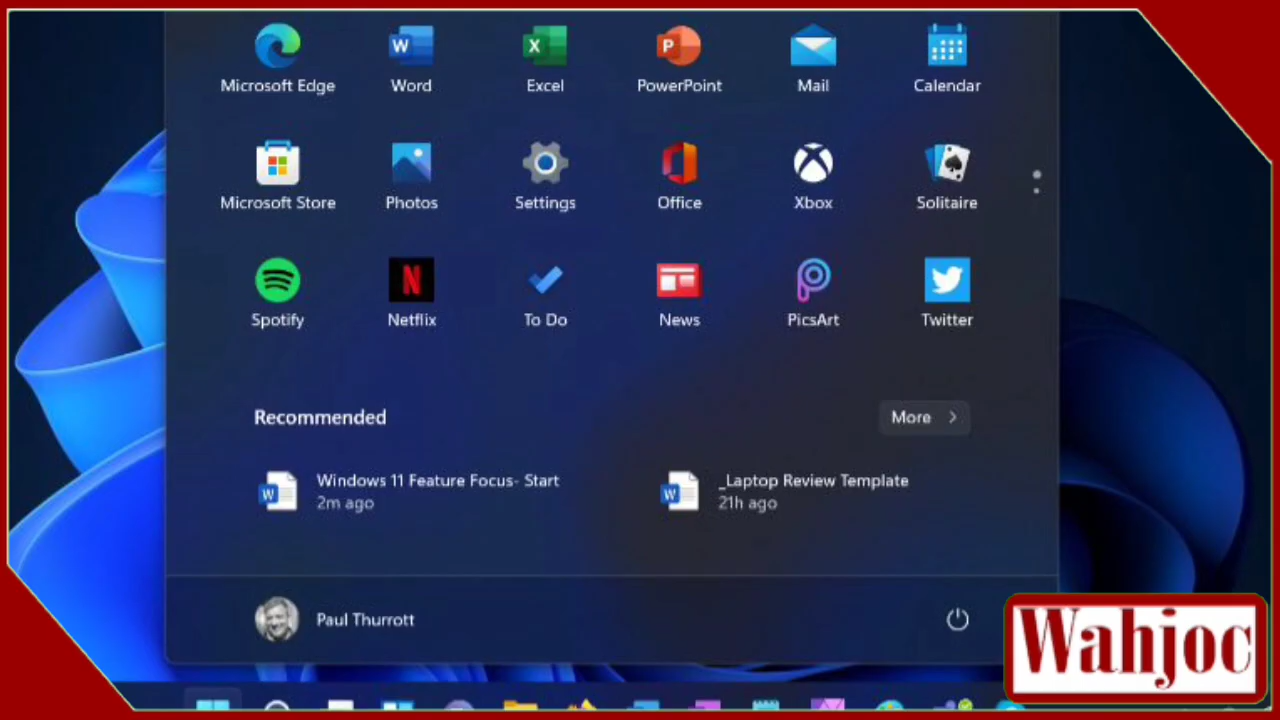 Microsoft Edge Word Excel PowerPoint Mail Calendar
Microsoft Store Photos Settings Office Xbox Solitaire
Spotify Netflix To Do News PicsArt Twitter
Recommended More
Windows 11 Feature Focus- Start _Laptop Review Template
2m ago 21h ago
Paul Thurrott
Wahjoc